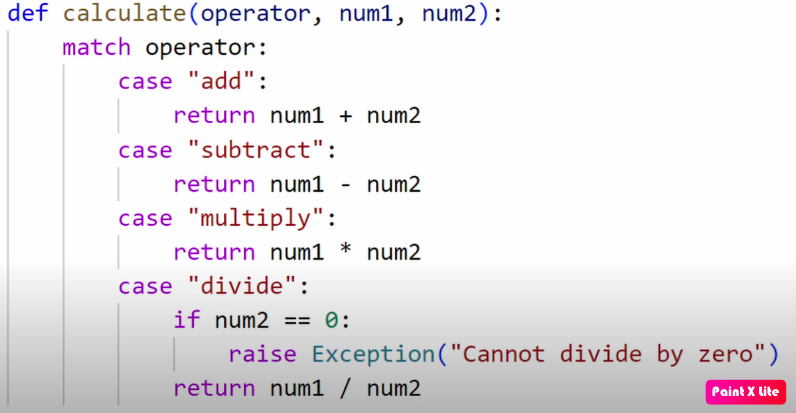 def calculate(operator, num1, num2):
    match operator:
        case "add":
            return num1 + num2
        case "subtract":
            return num1 - num2
        case "multiply":
            return num1 * num2
        case "divide":
            if num2 == 0:
                raise Exception("Cannot divide by zero")
            return num1 / num2
Paint X lite